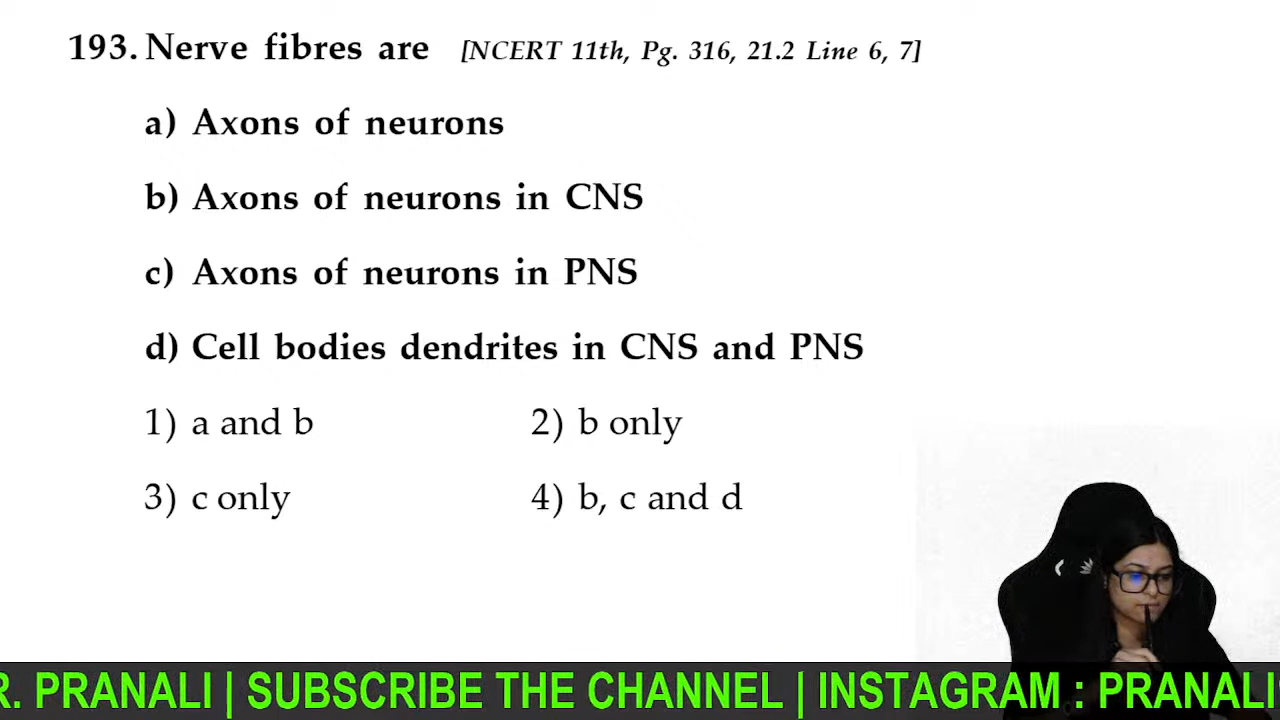 193. Nerve fibres are [NCERT 11th, Pg. 316, 21.2 Line 6, 7]
a) Axons of neurons
b) Axons of neurons in CNS
c) Axons of neurons in PNS
d) Cell bodies dendrites in CNS and PNS
1) a and b 2) b only
3) c only 4) b, c and d
R. PRANALI | SUBSCRIBE THE CHANNEL | INSTAGRAM : PRANALI